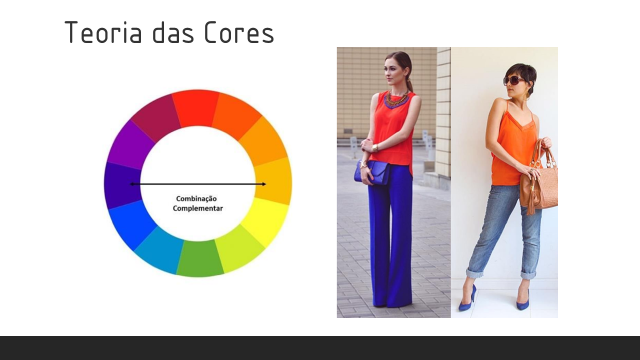 Teoria das Cores
Combinação
Complementar